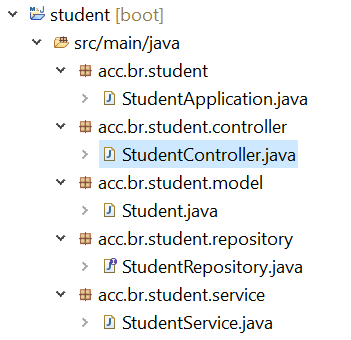 student [boot]
src/main/java
acc.br.student
StudentApplication.java
acc.br.student.controller
StudentController.java
acc.br.student.model
Student.java
acc.br.student.repository
StudentRepository.java
acc.br.student.service
StudentService.java